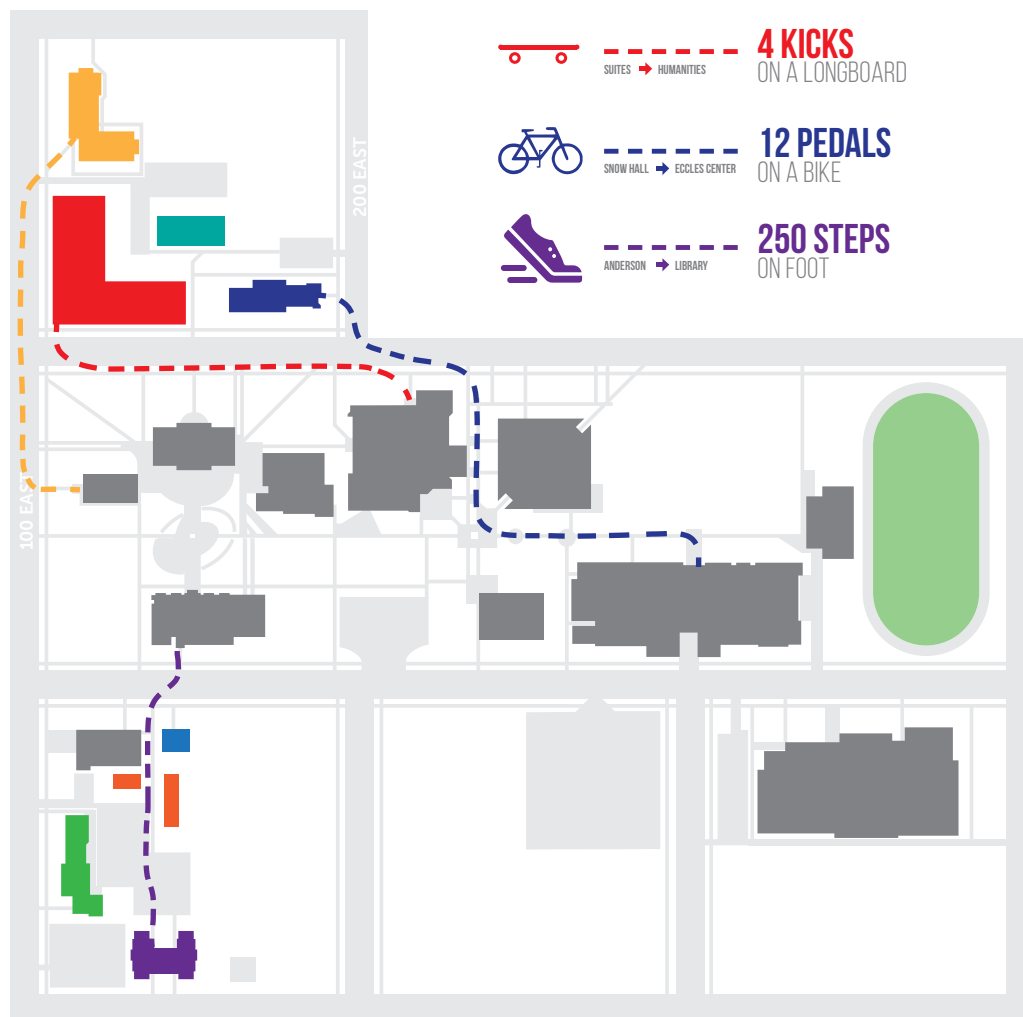 4 KICKS
ON A LONGBOARD
SUITES HUMANITIES
12 PEDALS
ON A BIKE
SNOW HALL ECCLES CENTER
250 STEPS
ON FOOT
ANDERSON LIBRARY
200 EAST
100 EAST